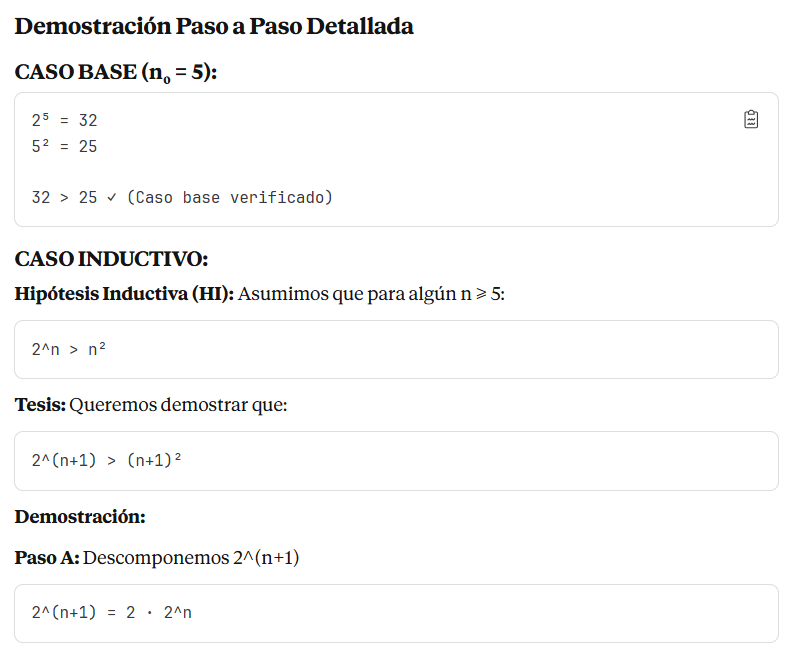 Demostración Paso a Paso Detallada
CASO BASE (n₀ = 5):
2⁵ = 32
5² = 25
32 > 25 ✓ (Caso base verificado)
CASO INDUCTIVO:
Hipótesis Inductiva (HI): Asumimos que para algún n ⩾ 5:
2^n > n²
Tesis: Queremos demostrar que:
2^(n+1) > (n+1)²
Demostración:
Paso A: Descomponemos 2^(n+1)
2^(n+1) = 2 · 2^n